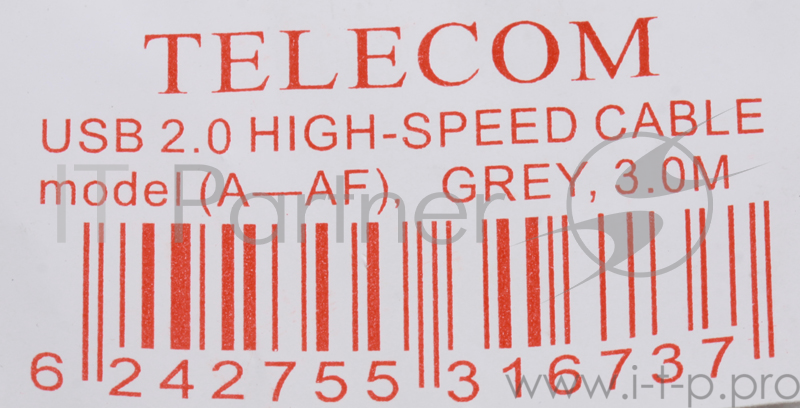 TELECOM
USB 2.0 HIGH-SPEED CABLE
model (A—AF), GREY, 3.0M
IT Partner
6 242755 316737
www.i-t-p.pro